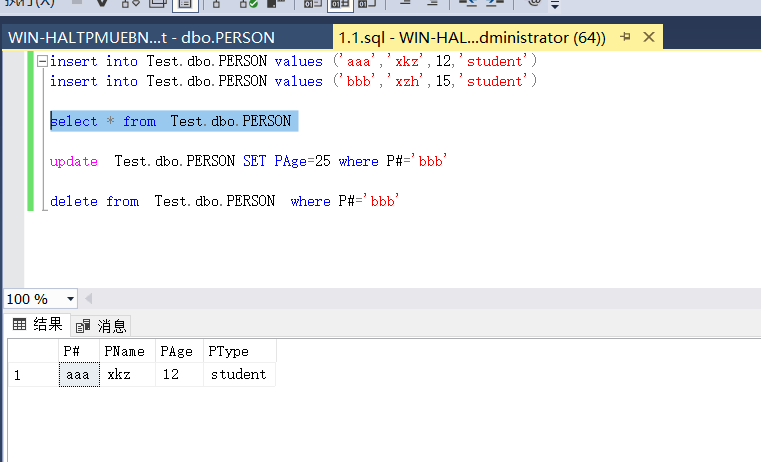 执行(X)
WIN-HALTPMUEBN...t - dbo.PERSON
1.1.sql - WIN-HAL...dministrator (64))
insert into Test.dbo.PERSON values ('aaa','xkz',12,'student')
insert into Test.dbo.PERSON values ('bbb','xzh',15,'student')
select * from  Test.dbo.PERSON
update  Test.dbo.PERSON SET PAge=25 where P#='bbb'
delete from  Test.dbo.PERSON  where P#='bbb'
100 %
结果 消息
P# PName PAge PType
1 aaa xkz 12 student